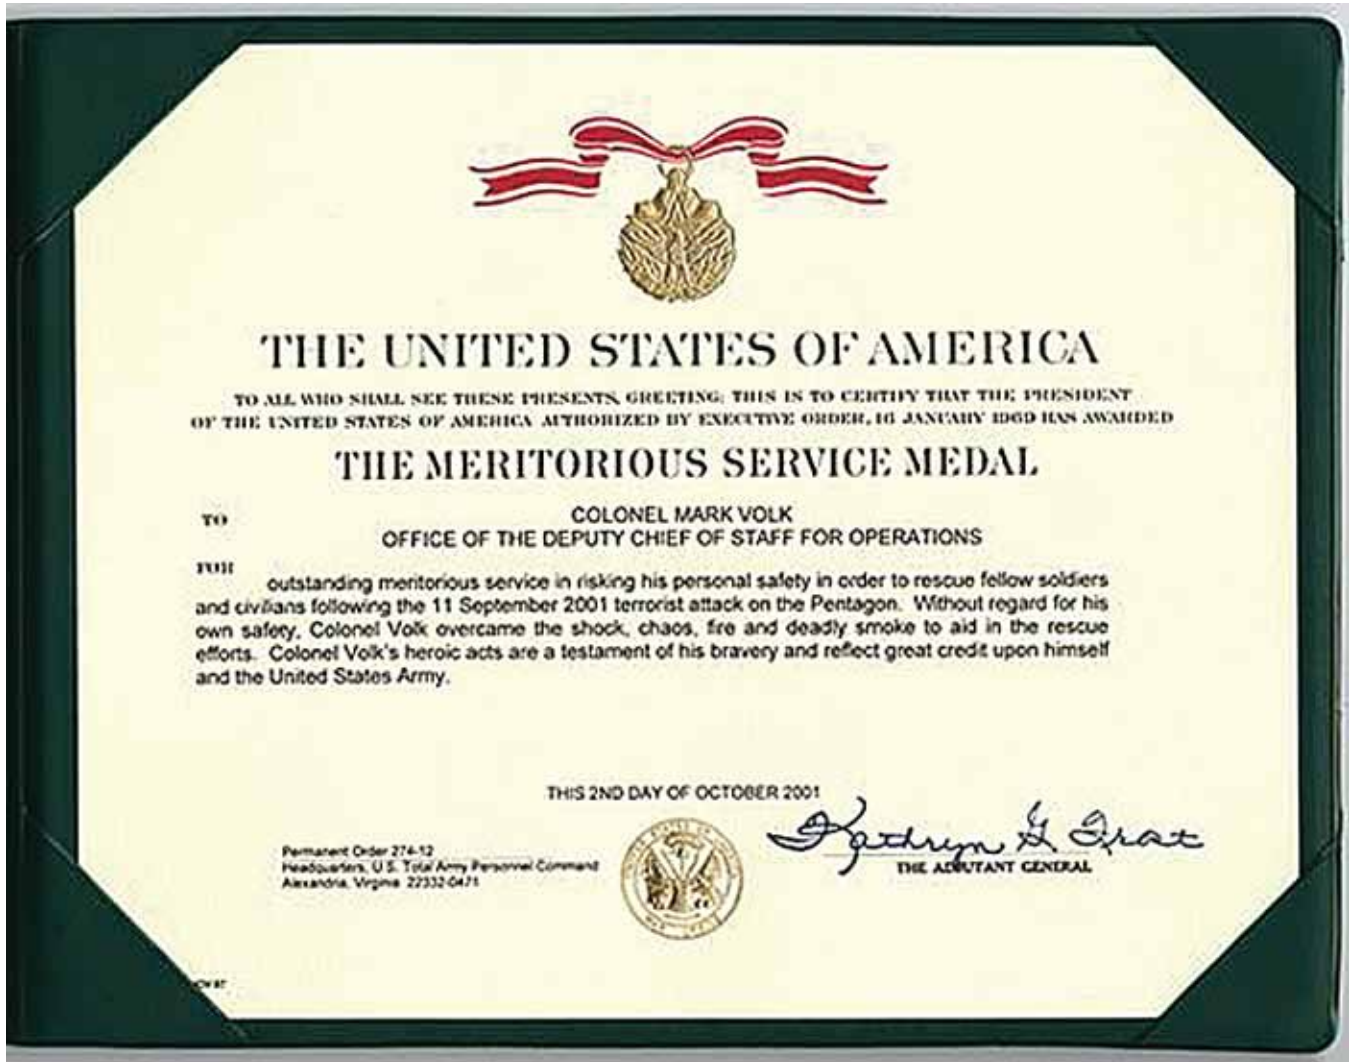 THE UNITED STATES OF AMERICA
TO ALL WHO SHALL SEE THESE PRESENTS, GREETING: THIS IS TO CERTIFY THAT THE PRESIDENT
OF THE UNITED STATES OF AMERICA AUTHORIZED BY EXECUTIVE ORDER, 16 JANUARY 1969 HAS AWARDED
THE MERITORIOUS SERVICE MEDAL
TO COLONEL MARK VOLK
OFFICE OF THE DEPUTY CHIEF OF STAFF FOR OPERATIONS
FOR
outstanding meritorious service in risking his personal safety in order to rescue fellow soldiers
and civilians following the 11 September 2001 terrorist attack on the Pentagon. Without regard for his
own safety, Colonel Volk overcame the shock, chaos, fire and deadly smoke to aid in the rescue
efforts. Colonel Volk's heroic acts are a testament of his bravery and reflect great credit upon himself
and the United States Army.
THIS 2ND DAY OF OCTOBER 2001
Permanent Order 274-12
Headquarters, U.S. Total Army Personnel Command
Alexandria, Virginia 22332-0471
Kathryn G Frost
THE ADJUTANT GENERAL